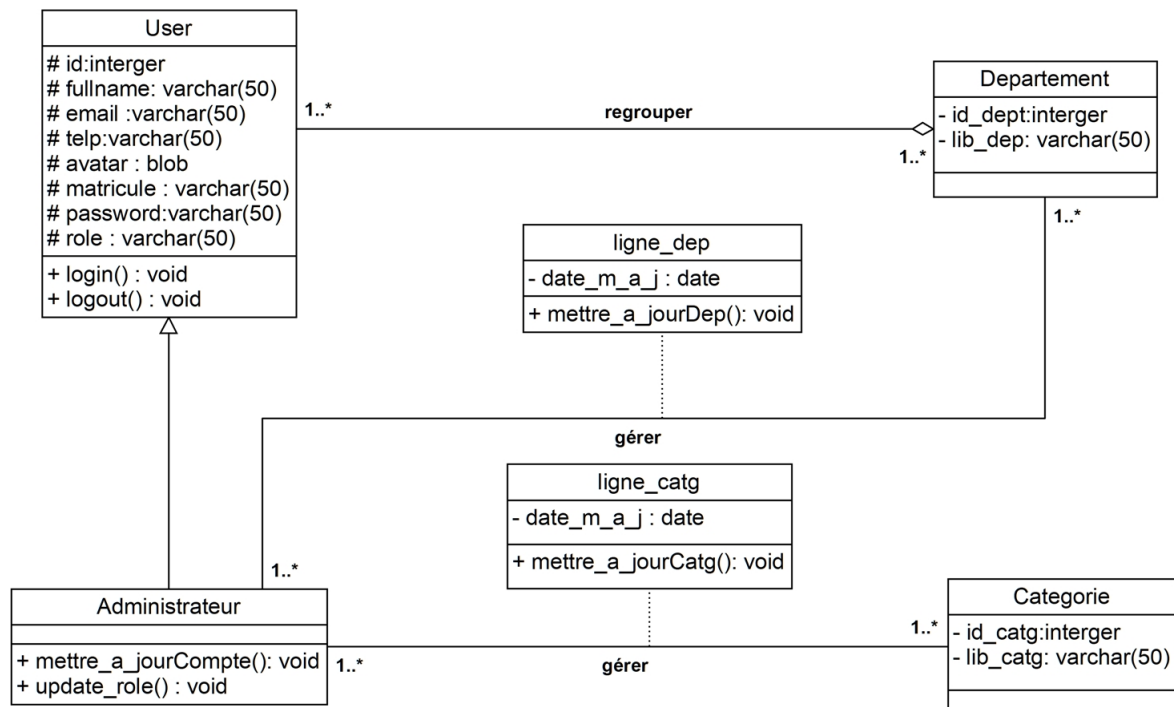 User
# id:interger
# fullname: varchar(50)
# email :varchar(50)
# telp:varchar(50)
# avatar : blob
# matricule : varchar(50)
# password:varchar(50)
# role : varchar(50)
+ login() : void
+ logout() : void
1..*
regrouper
1..*
Departement
- id_dept:interger
- lib_dep: varchar(50)
1..*
ligne_dep
- date_m_a_j : date
+ mettre_a_jourDep(): void
gérer
1..*
ligne_catg
- date_m_a_j : date
+ mettre_a_jourCatg(): void
Administrateur
+ mettre_a_jourCompte(): void
+ update_role() : void
1..*
gérer
1..*
Categorie
- id_catg:interger
- lib_catg: varchar(50)